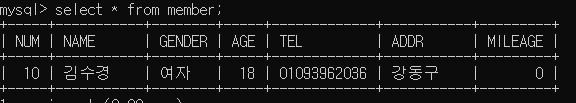 mysql> select * from member;
+-----+--------+--------+-----+-------------+--------+---------+
| NUM | NAME | GENDER | AGE | TEL | ADDR | MILEAGE |
+-----+--------+--------+-----+-------------+--------+---------+
| 10 | 김수경 | 여자 | 18 | 01093962036 | 강동구 | 0 |
+-----+--------+--------+-----+-------------+--------+---------+